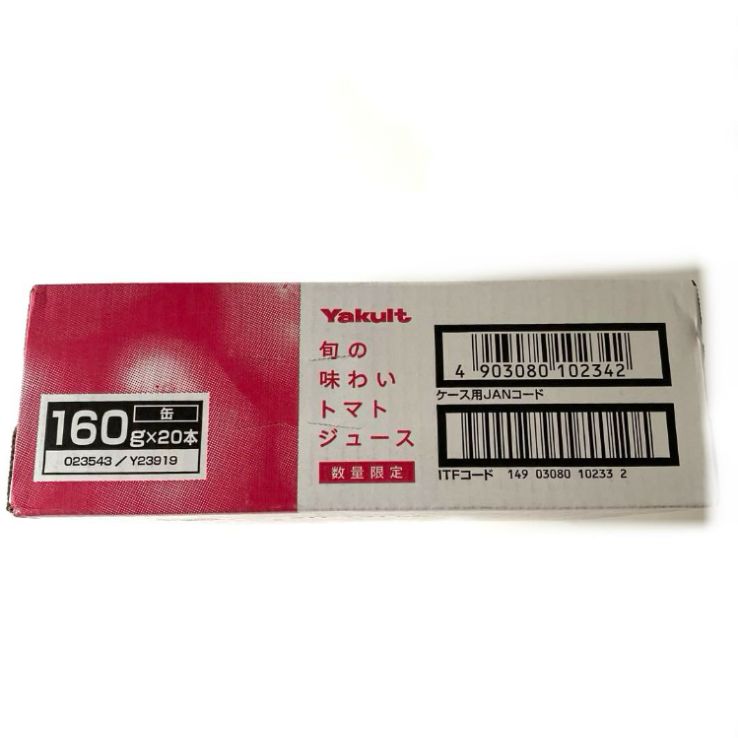 缶
160g×20本
023543／Y23919
Yakult
旬の
味わい
トマト
ジュース
数量限定
4 903080 102342
ケース用JANコード
ITFコード 149 03080 10233 2